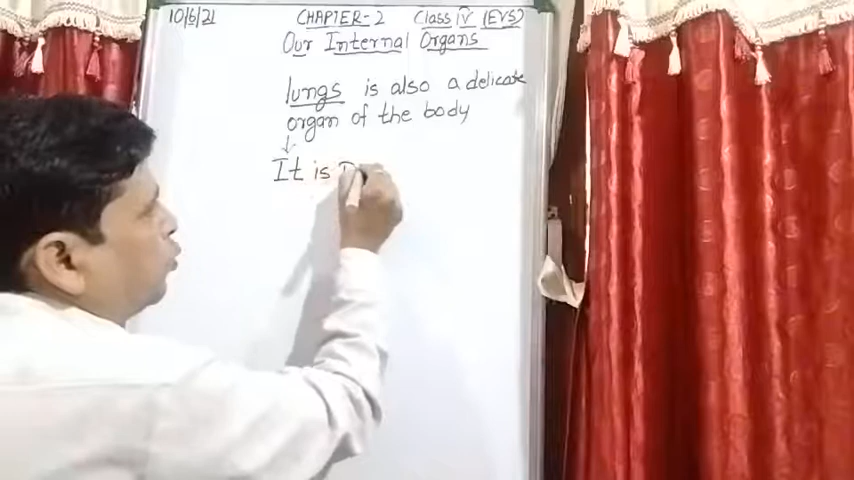 10/6/21 CHAPTER-2 Class IV (EVS)
Our Internal Organs
lungs is also a delicate
organ of the body
It is